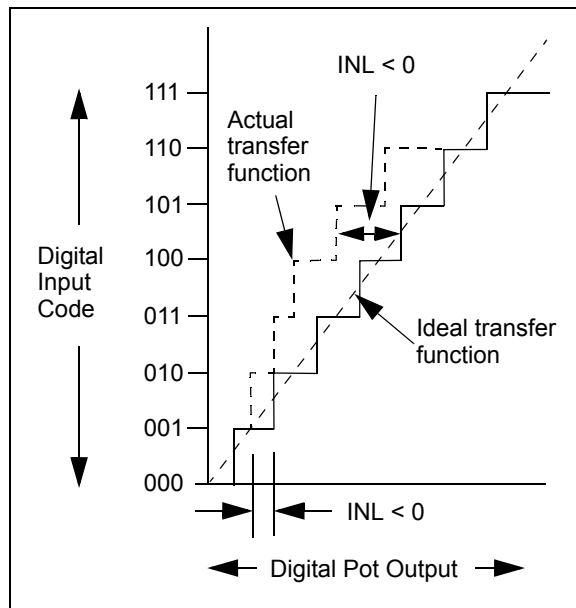 INL < 0
111
Actual
transfer
function
110
101
100
Digital
Input
Code
011
Ideal transfer
function
010
001
000
INL < 0
Digital Pot Output